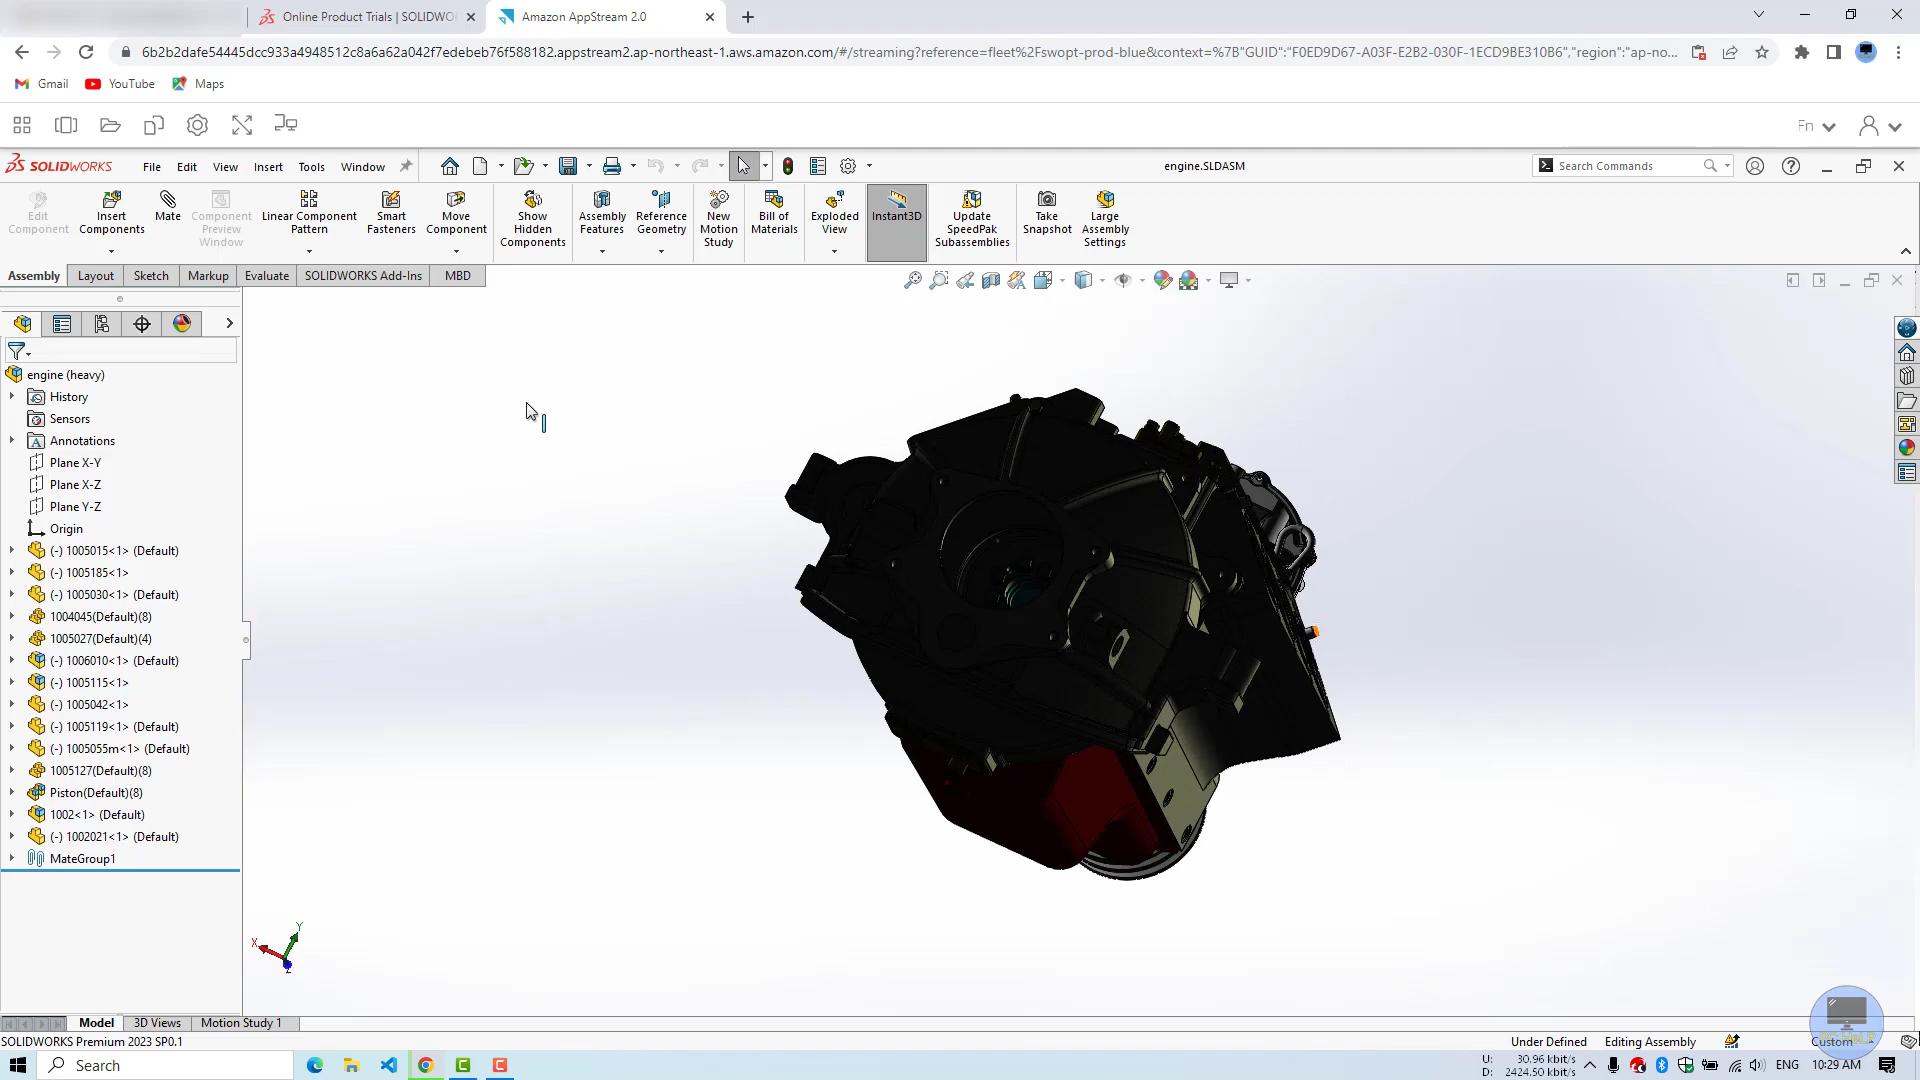 Online Product Trials | SOLIDWO
Amazon AppStream 2.0
6b2b2dafe54445dcc933a4948512c8a6a62a042f7edebeb76f588182.appstream2.ap-northeast-1.aws.amazon.com/#/streaming?reference=fleet%2Fswopt-prod-blue&context=%7B"GUID":"F0ED9D67-A03F-E2B2-030F-1ECD9BE310B6","region":"ap-no...
Gmail YouTube Maps
Fn
SOLIDWORKS File Edit View Insert Tools Window engine.SLDASM Search Commands
Edit Component
Insert Components
Mate
Component Preview Window
Linear Component Pattern
Smart Fasteners
Move Component
Show Hidden Components
Assembly Features
Reference Geometry
New Motion Study
Bill of Materials
Exploded View
Instant3D
Update SpeedPak Subassemblies
Take Snapshot
Large Assembly Settings
Assembly Layout Sketch Markup Evaluate SOLIDWORKS Add-Ins MBD
engine (heavy)
History
Sensors
Annotations
Plane X-Y
Plane X-Z
Plane Y-Z
Origin
(-) 1005015<1> (Default)
(-) 1005185<1>
(-) 1005030<1> (Default)
1004045(Default)(8)
1005027(Default)(4)
(-) 1006010<1> (Default)
(-) 1005115<1>
(-) 1005042<1>
(-) 1005119<1> (Default)
(-) 1005055m<1> (Default)
1005127(Default)(8)
Piston(Default)(8)
1002<1> (Default)
(-) 1002021<1> (Default)
MateGroup1
Y
X
Z
Model 3D Views Motion Study 1
SOLIDWORKS Premium 2023 SP0.1 Under Defined Editing Assembly Custom
Search
U: 30.96 kbit/s
D: 2424.50 kbit/s
ENG 10:29 AM